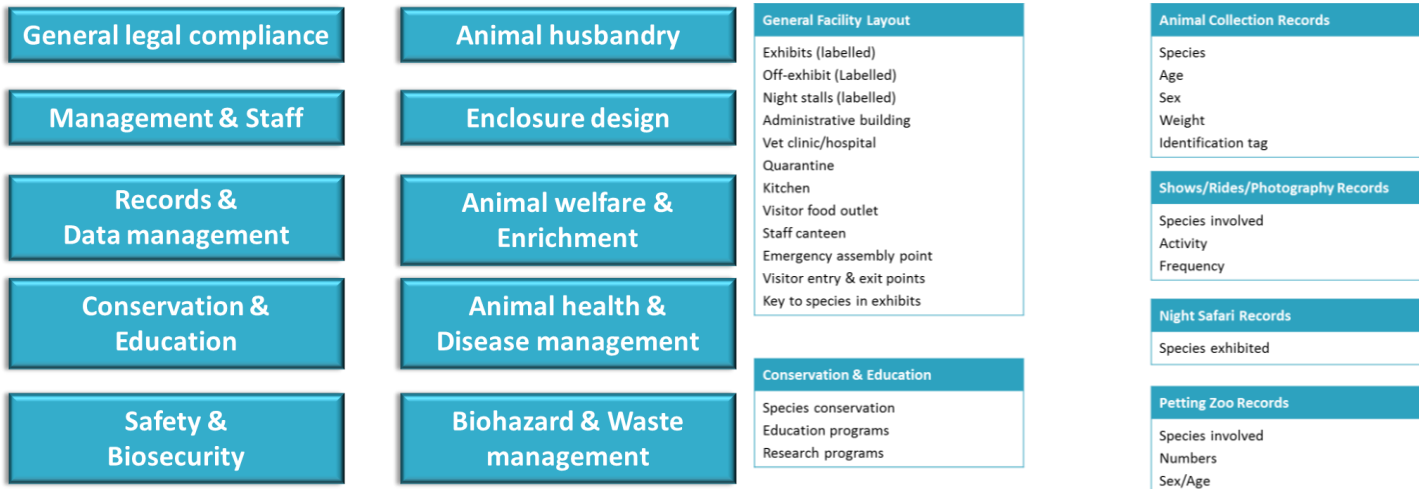 General legal compliance
Management & Staff
Records &
Data management
Conservation &
Education
Safety &
Biosecurity
Animal husbandry
Enclosure design
Animal welfare &
Enrichment
Animal health &
Disease management
Biohazard & Waste
management
General Facility Layout
Exhibits (labelled)
Off-exhibit (Labelled)
Night stalls (labelled)
Administrative building
Vet clinic/hospital
Quarantine
Kitchen
Visitor food outlet
Staff canteen
Emergency assembly point
Visitor entry & exit points
Key to species in exhibits
Conservation & Education
Species conservation
Education programs
Research programs
Animal Collection Records
Species
Age
Sex
Weight
Identification tag
Shows/Rides/Photography Records
Species involved
Activity
Frequency
Night Safari Records
Species exhibited
Petting Zoo Records
Species involved
Numbers
Sex/Age